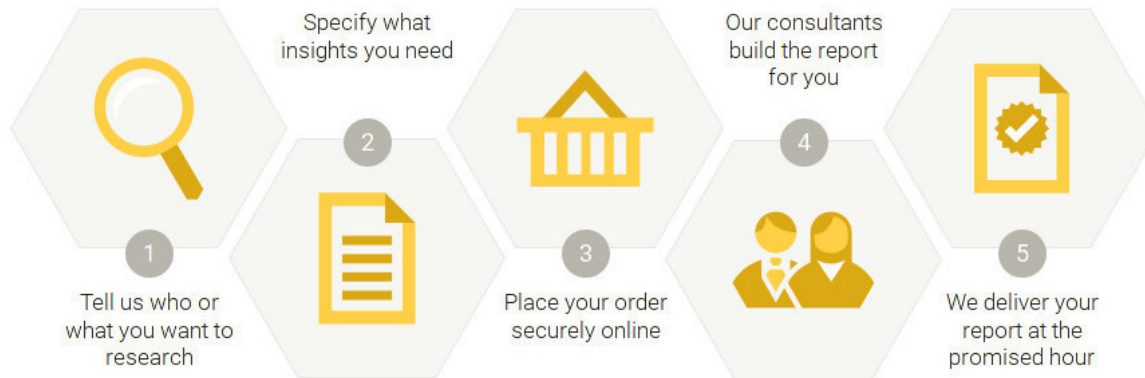 1
Tell us who or
what you want to
research
Specify what
insights you need
2
3
Place your order
securely online
Our consultants
build the report
for you
4
5
We deliver your
report at the
promised hour